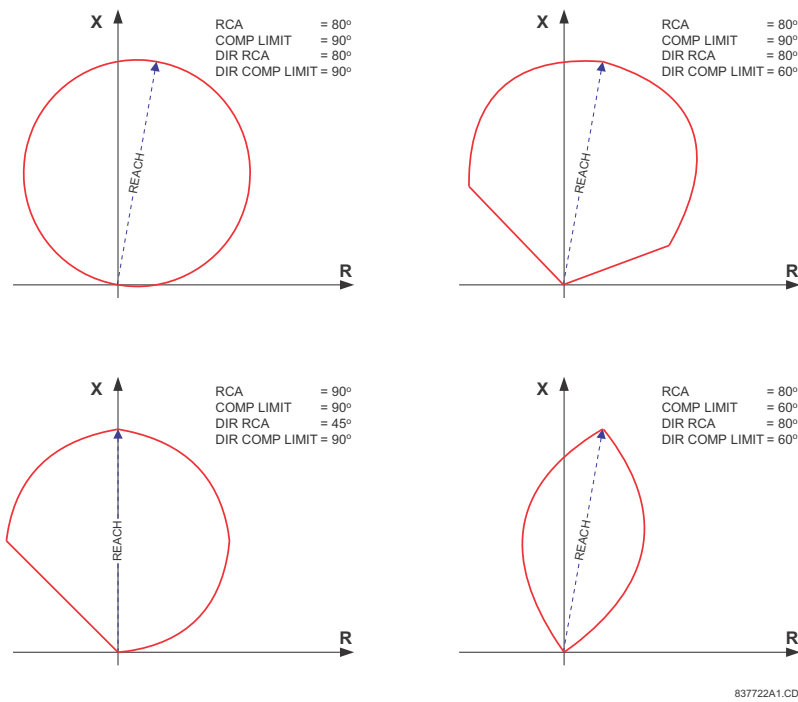 X
RCA = 80º
COMP LIMIT = 90º
DIR RCA = 80º
DIR COMP LIMIT = 90º
REACH
R
X
RCA = 80º
COMP LIMIT = 90º
DIR RCA = 80º
DIR COMP LIMIT = 60º
REACH
R
X
RCA = 90º
COMP LIMIT = 90º
DIR RCA = 45º
DIR COMP LIMIT = 90º
REACH
R
X
RCA = 80º
COMP LIMIT = 60º
DIR RCA = 80º
DIR COMP LIMIT = 60º
REACH
R
837722A1.CD